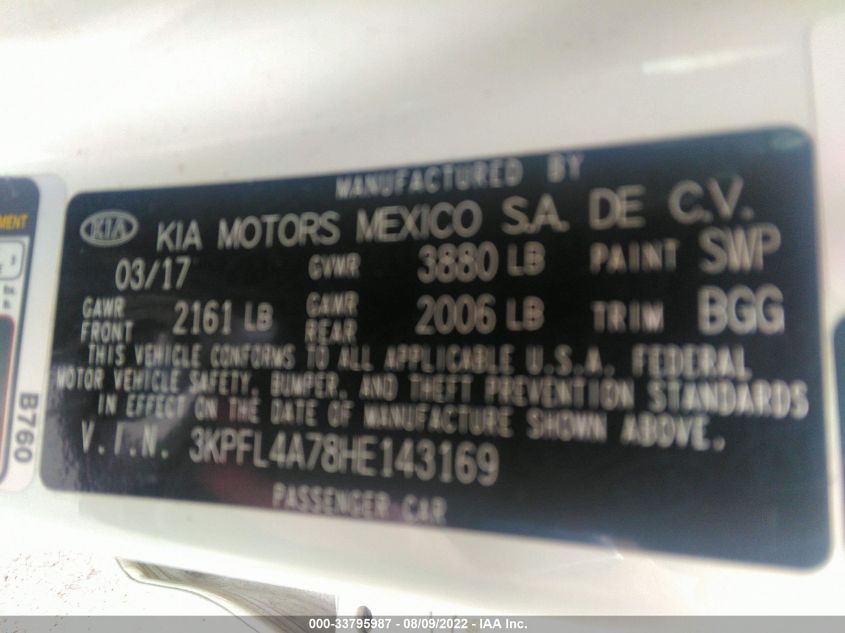 MANUFACTURED BY
KIA KIA MOTORS MEXICO S.A. DE C.V.
03/17 GVWR 3880 LB PAINT SWP
GAWR FRONT 2161 LB GAWR REAR 2006 LB TRIM BGG
THIS VEHICLE CONFORMS TO ALL APPLICABLE U.S.A. FEDERAL
MOTOR VEHICLE SAFETY, BUMPER, AND THEFT PREVENTION STANDARDS
IN EFFECT ON THE DATE OF MANUFACTURE SHOWN ABOVE.
V.I.N. 3KPFL4A78HE143169
PASSENGER CAR
B760
000-33795987 - 08/09/2022 - IAA Inc.